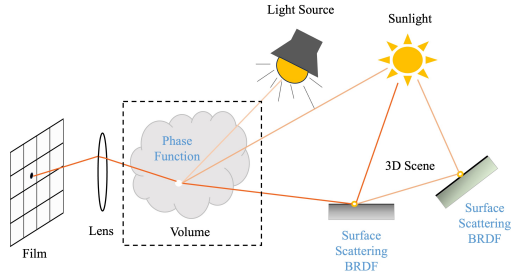 Light Source
Sunlight
Phase
Function
3D Scene
Film
Lens
Volume
Surface
Scattering
BRDF
Surface
Scattering
BRDF